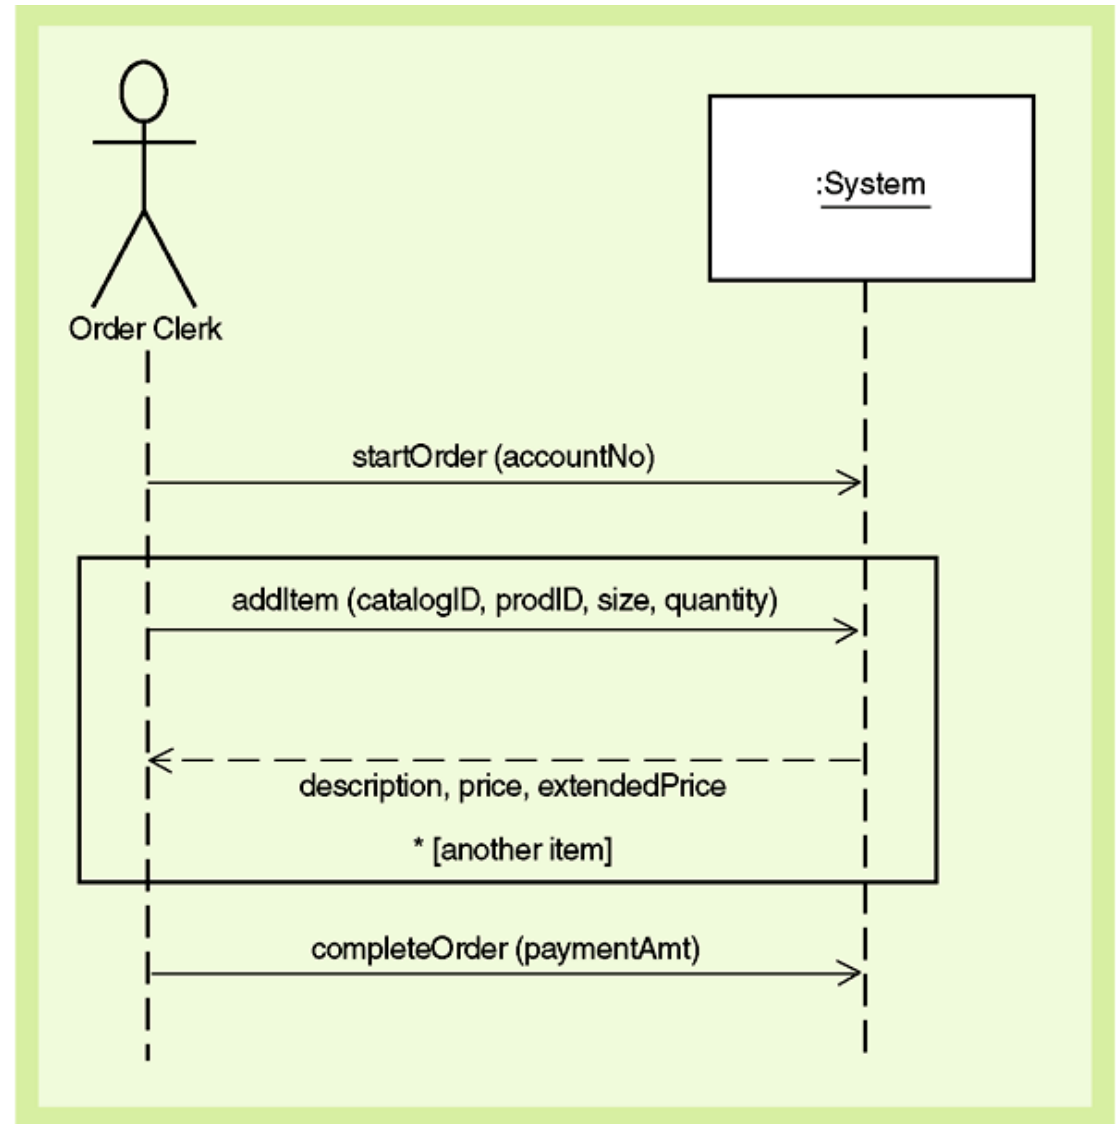 :System
Order Clerk
startOrder (accountNo)
addItem (catalogID, prodID, size, quantity)
description, price, extendedPrice
* [another item]
completeOrder (paymentAmt)